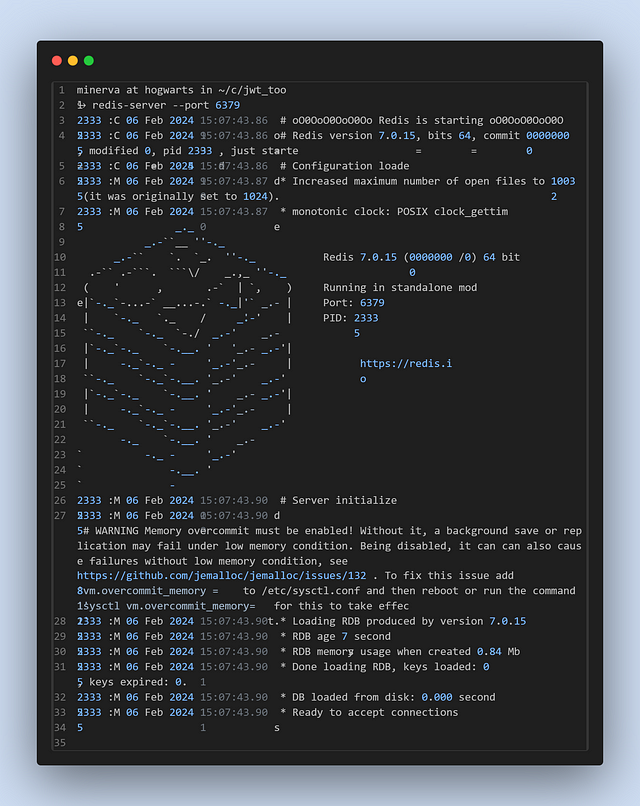 1 minerva at hogwarts in ~/c/jwt_too
2 ↳ redis-server --port 6379
3 2333 :C 06 Feb 2024 15:07:43.86 # oO0OoO0OoO0Oo Redis is starting oO0OoO0OoO0O
4 2333 :C 06 Feb 2024 15:07:43.86 o# Redis version 7.0.15, bits 64, commit 0000000
5, modified 0, pid 2333 , just starte = = 0
5 2333 :C 06 Feb 2024 15:07:43.86 # Configuration loade
6 2333 :M 06 Feb 2024 15:07:43.87 d* Increased maximum number of open files to 1003
5(it was originally set to 1024). 2
7 2333 :M 06 Feb 2024 15:07:43.87 * monotonic clock: POSIX clock_gettim
8 5 0 e
9
10 Redis 7.0.15 (0000000 /0) 64 bit
11 0
12 Running in standalone mod
13 e Port: 6379
14 PID: 2333
15 5
16
17 https://redis.i
18 o
19
20
21
22
23
24
25
26 2333 :M 06 Feb 2024 15:07:43.90 # Server initialize
27 2333 :M 06 Feb 2024 15:07:43.90 d
5# WARNING Memory overcommit must be enabled! Without it, a background save or rep
lication may fail under low memory condition. Being disabled, it can can also caus
e failures without low memory condition, see
https://github.com/jemalloc/jemalloc/issues/132 . To fix this issue add
8vm.overcommit_memory = to /etc/sysctl.conf and then reboot or run the command
1sysctl vm.overcommit_memory= for this to take effec
28 2333 :M 06 Feb 2024 15:07:43.90t.* Loading RDB produced by version 7.0.15
29 2333 :M 06 Feb 2024 15:07:43.90 * RDB age 7 second
30 2333 :M 06 Feb 2024 15:07:43.90 * RDB memory usage when created 0.84 Mb
31 2333 :M 06 Feb 2024 15:07:43.90 * Done loading RDB, keys loaded: 0
5, keys expired: 0. 1
32 2333 :M 06 Feb 2024 15:07:43.90 * DB loaded from disk: 0.000 second
33 2333 :M 06 Feb 2024 15:07:43.90 * Ready to accept connections
34 5 1 s
35